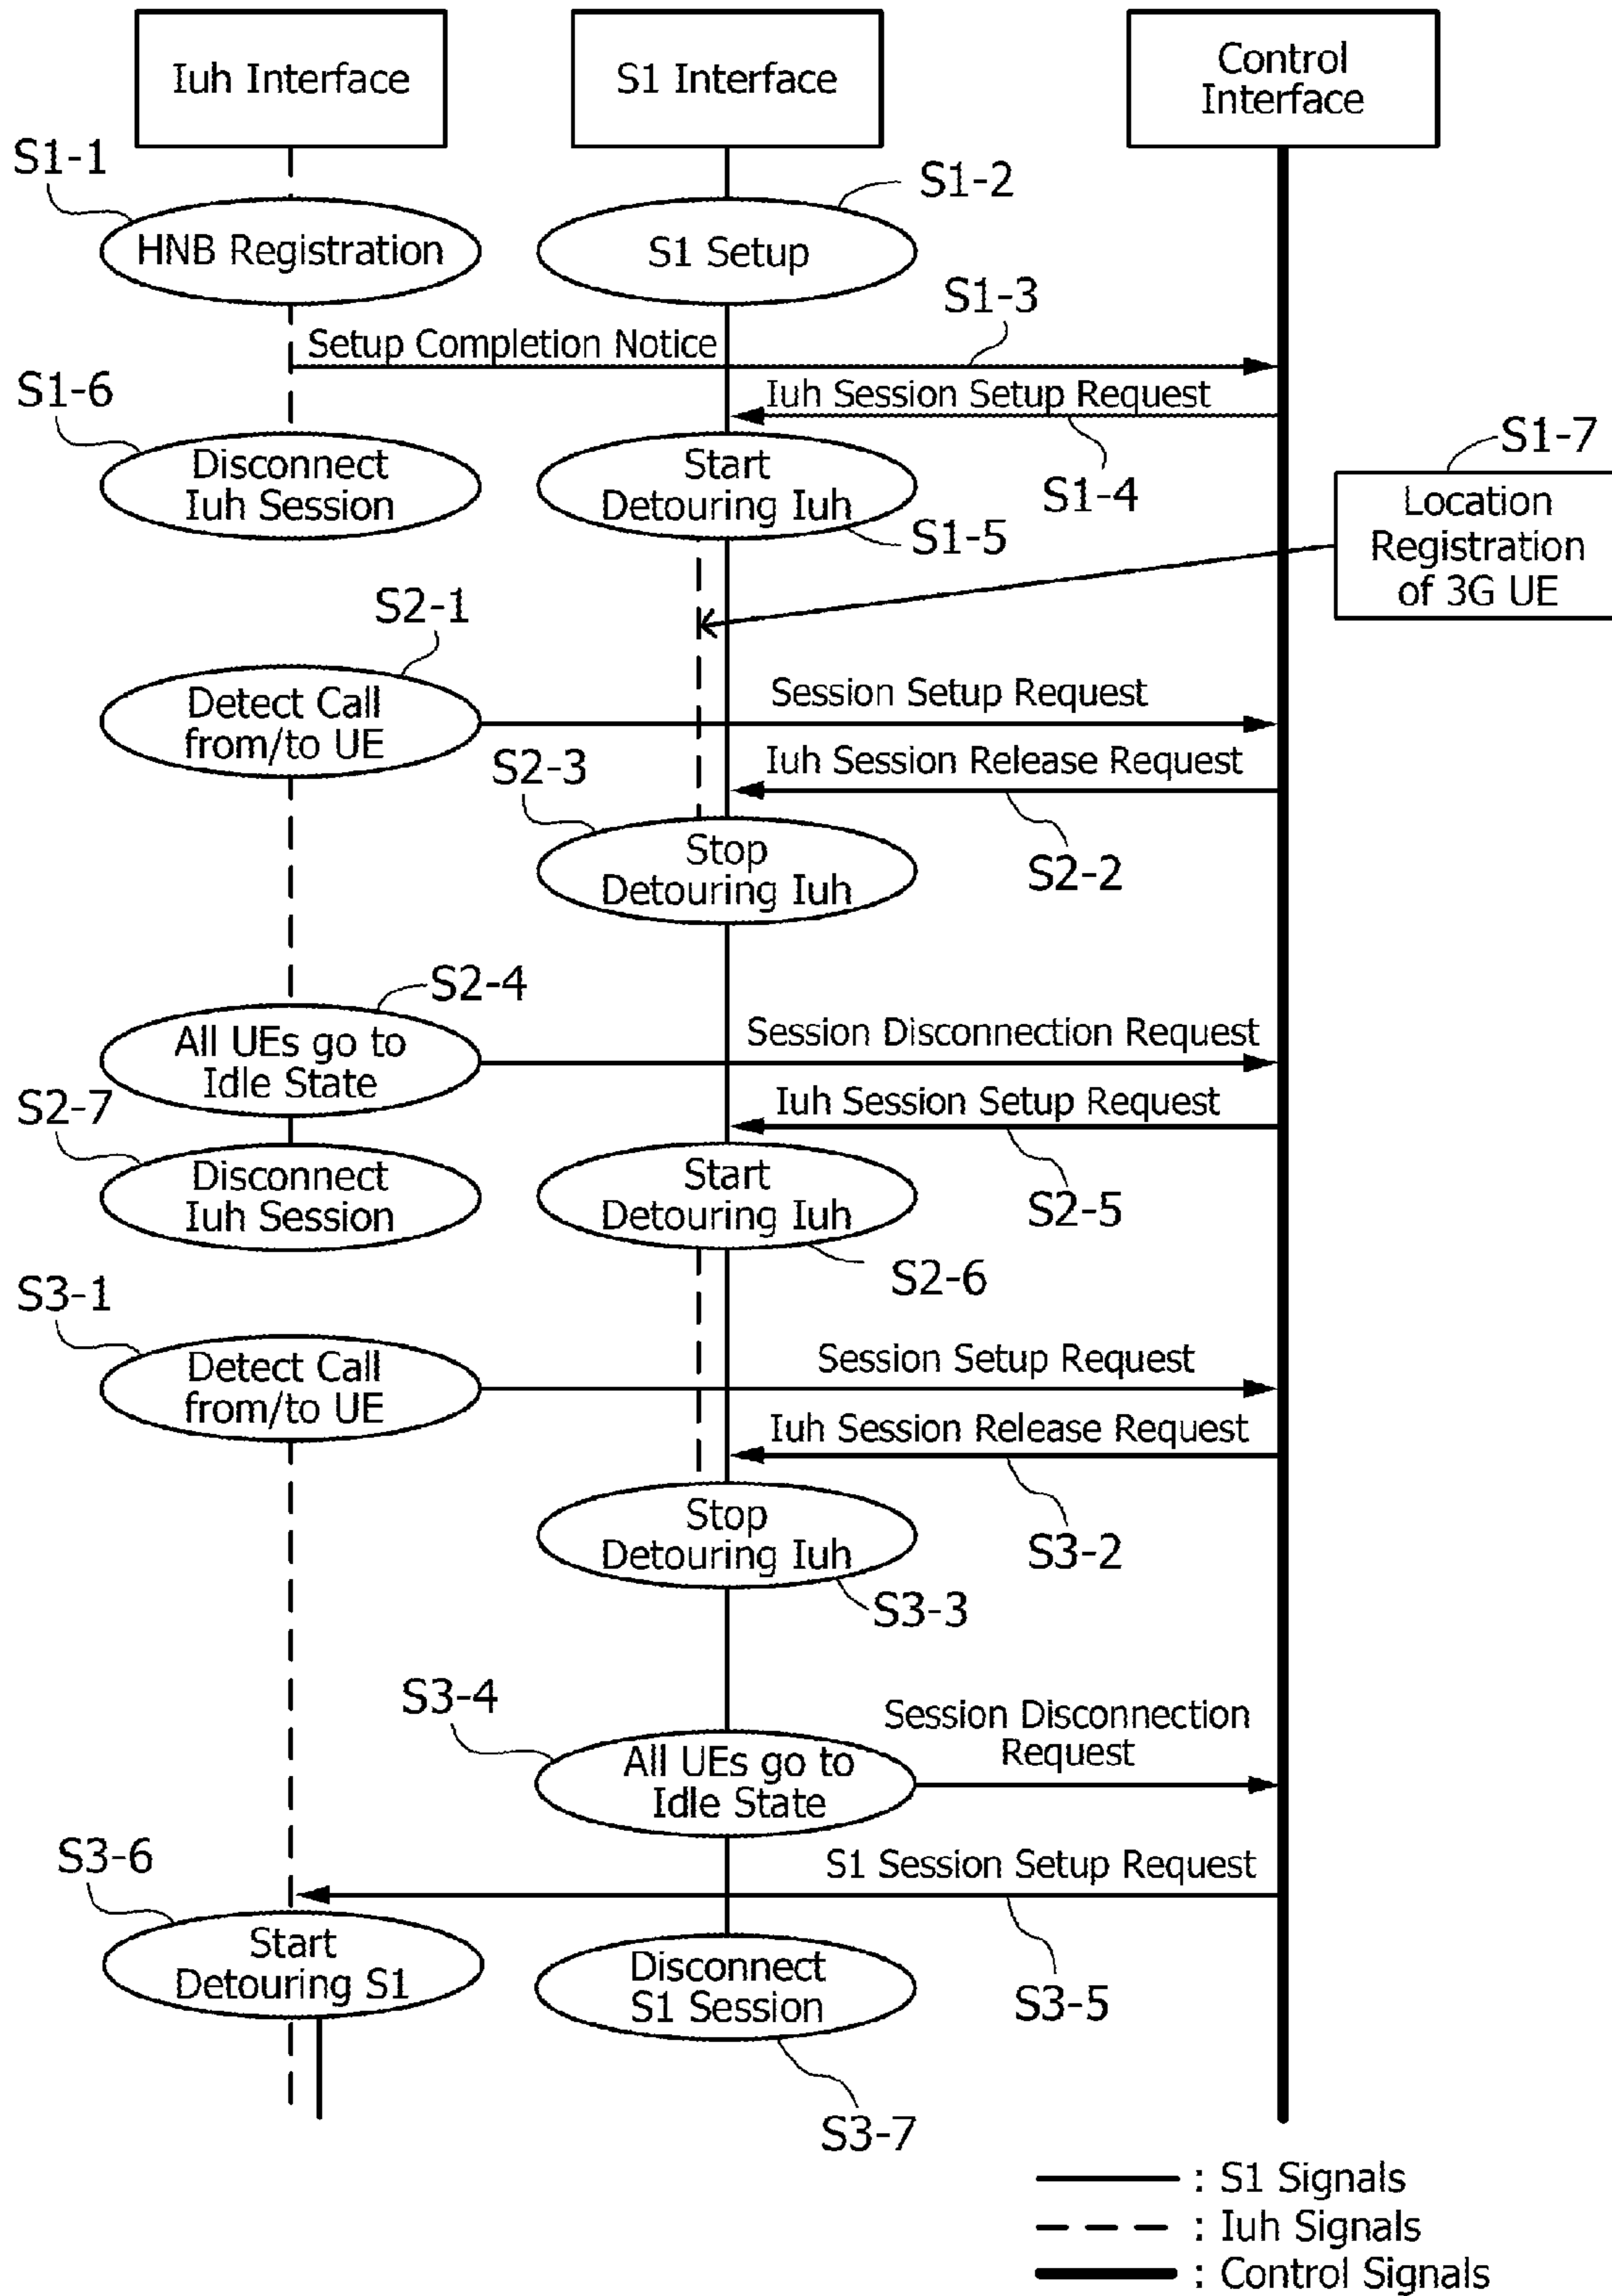 Iuh Interface
S1 Interface
Control
Interface
S1-1
S1-2
HNB Registration
S1 Setup
S1-3
Setup Completion Notice
S1-6
Iuh Session Setup Request
S1-7
Disconnect
Iuh Session
Start
Detouring Iuh
S1-4
S1-5
Location
Registration
of 3G UE
S2-1
Detect Call
from/to UE
Session Setup Request
S2-3
Iuh Session Release Request
Stop
Detouring Iuh
S2-2
S2-4
All UEs go to
Idle State
Session Disconnection Request
S2-7
Iuh Session Setup Request
Disconnect
Iuh Session
Start
Detouring Iuh
S2-5
S2-6
S3-1
Detect Call
from/to UE
Session Setup Request
Iuh Session Release Request
Stop
Detouring Iuh
S3-2
S3-3
S3-4
All UEs go to
Idle State
Session Disconnection
Request
S3-6
S1 Session Setup Request
Start
Detouring S1
Disconnect
S1 Session
S3-5
S3-7
: S1 Signals
: Iuh Signals
: Control Signals